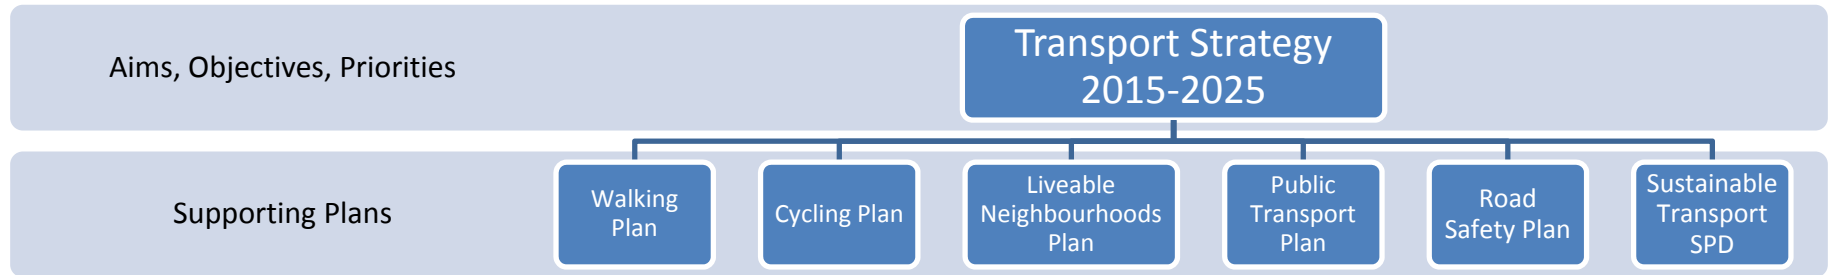 Aims, Objectives, Priorities
Transport Strategy
2015-2025
Supporting Plans
Walking
Plan
Cycling Plan
Liveable
Neighbourhoods
Plan
Public
Transport
Plan
Road
Safety Plan
Sustainable
Transport
SPD